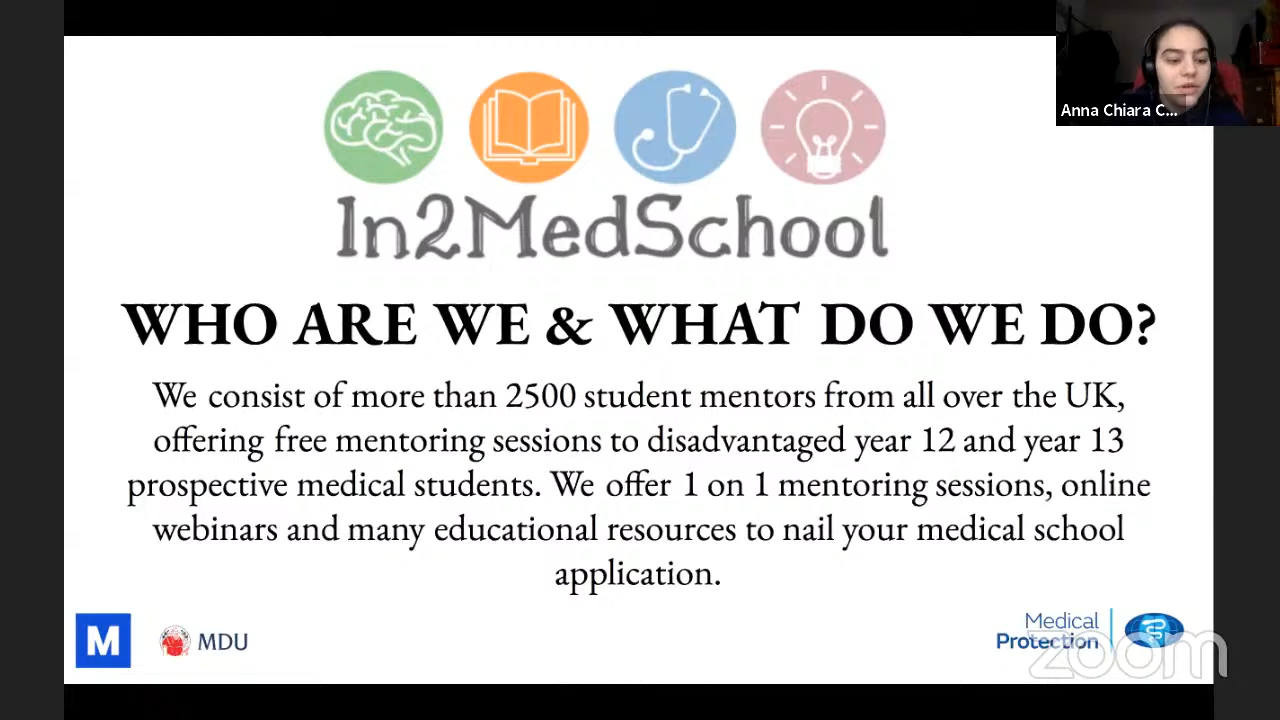 Anna Chiara C...
In2MedSchool
WHO ARE WE & WHAT DO WE DO?
We consist of more than 2500 student mentors from all over the UK,
offering free mentoring sessions to disadvantaged year 12 and year 13
prospective medical students. We offer 1 on 1 mentoring sessions, online
webinars and many educational resources to nail your medical school
application.
M
MDU
Medical
Protection
zoom